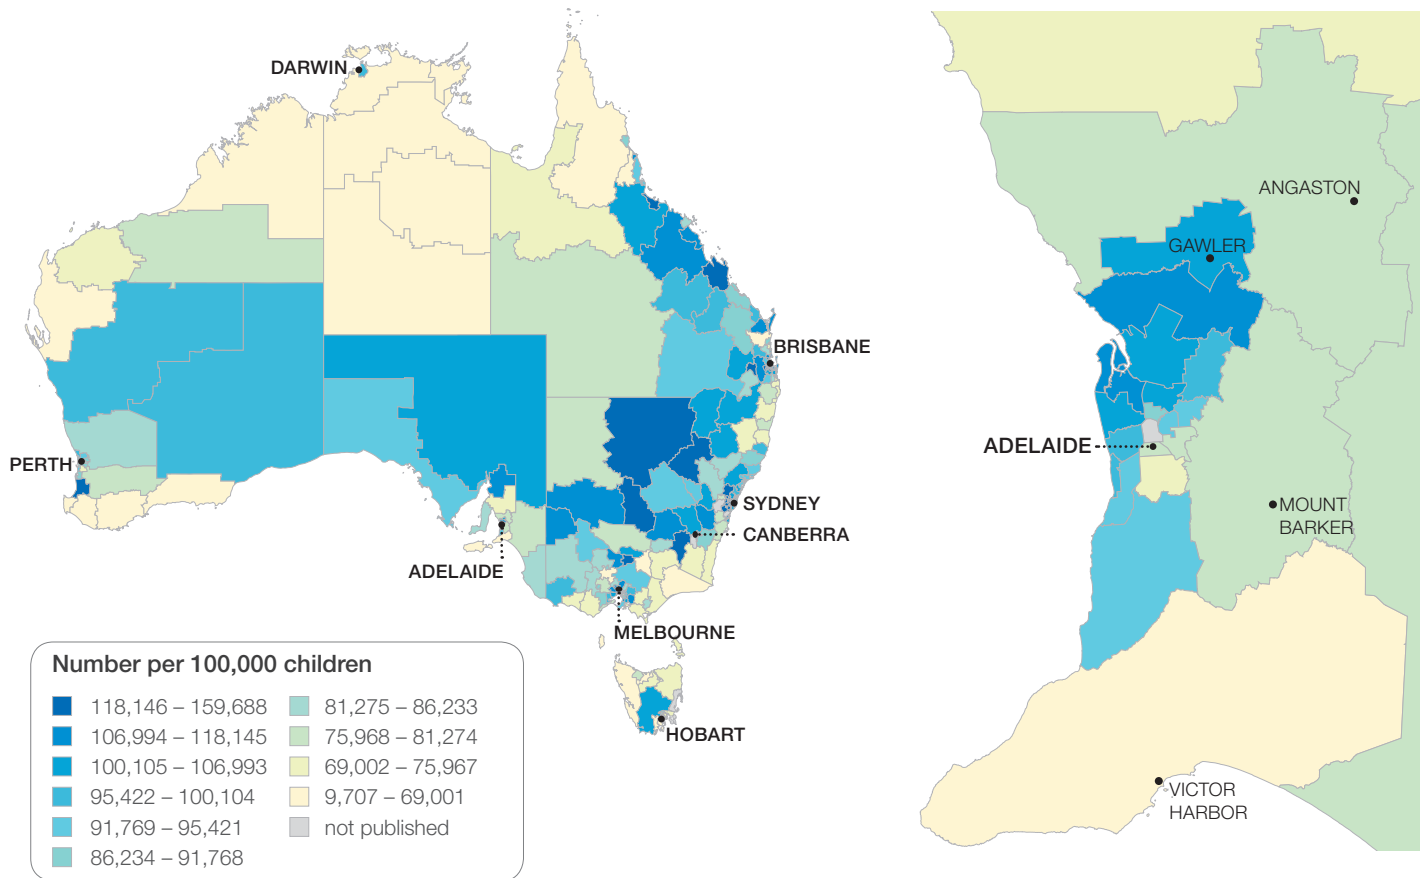 DARWIN
BRISBANE
PERTH
SYDNEY
CANBERRA
ADELAIDE
MELBOURNE
HOBART
Number per 100,000 children
118,146 – 159,688
106,994 – 118,145
100,105 – 106,993
95,422 – 100,104
91,769 – 95,421
86,234 – 91,768
81,275 – 86,233
75,968 – 81,274
69,002 – 75,967
9,707 – 69,001
not published
ANGASTON
GAWLER
ADELAIDE
MOUNT
BARKER
VICTOR
HARBOR